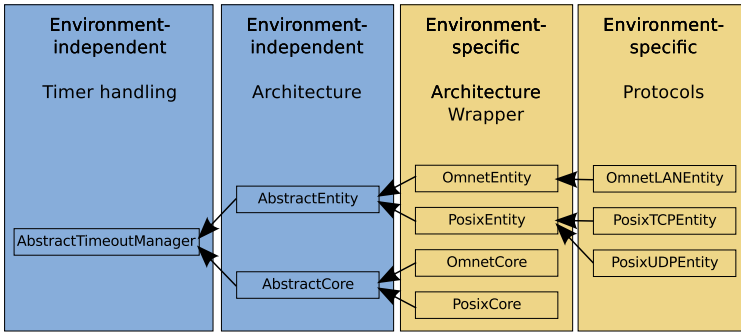 Environment-
independent
Timer handling
AbstractTimeoutManager
Environment-
independent
Architecture
AbstractEntity
AbstractCore
Environment-
specific
Architecture
Wrapper
OmnetEntity
PosixEntity
OmnetCore
PosixCore
Environment-
specific
Protocols
OmnetLANEntity
PosixTCPEntity
PosixUDPEntity